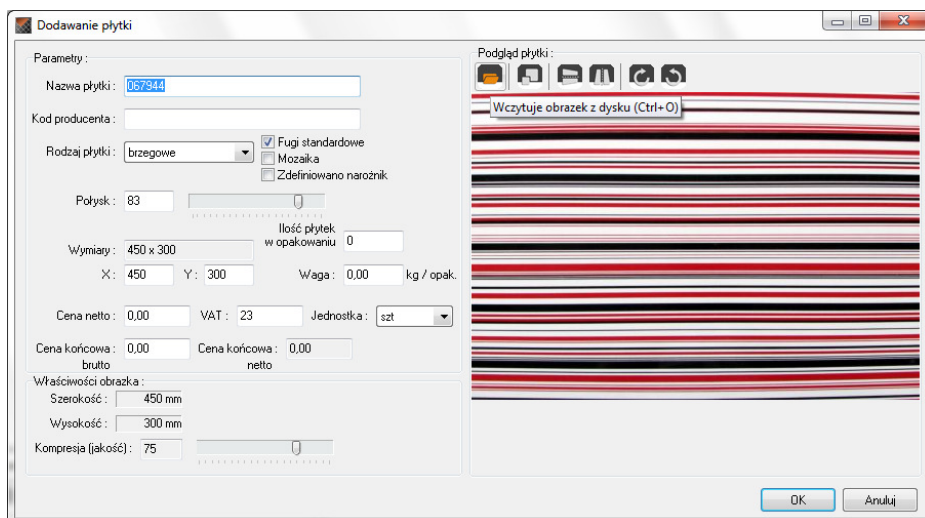 Dodawanie płytki
Parametry :
Nazwa płytki : 067944
Kod producenta :
Rodzaj płytki : brzegowe
Fugi standardowe
Mozaika
Zdefiniowano narożnik
Połysk : 83
Ilość płytek
w opakowaniu 0
Wymiary : 450 x 300
X : 450 Y : 300 Waga : 0,00 kg / opak.
Cena netto : 0,00 VAT : 23 Jednostka : szt
Cena końcowa : 0,00 Cena końcowa : 0,00
brutto netto
Właściwości obrazka :
Szerokość : 450 mm
Wysokość : 300 mm
Kompresja (jakość) : 75
Podgląd płytki :
Wczytuje obrazek z dysku (Ctrl+O)
OK Anuluj